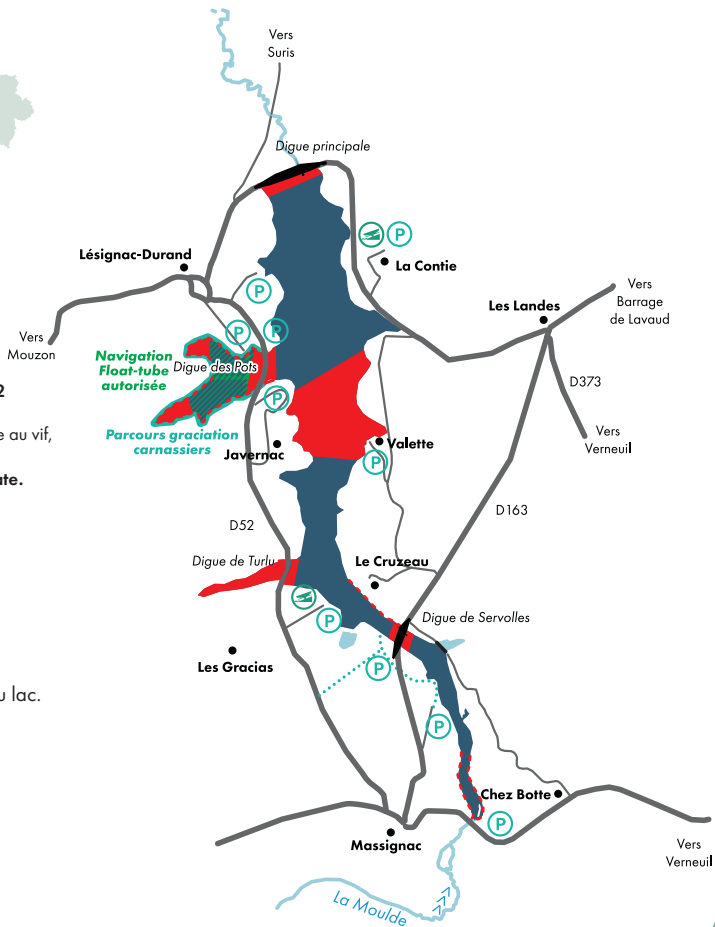 Vers
Suris
Digue principale
P
Lésignac-Durand
La Contie
P
Vers
Barrage
de Lavaud
Les Landes
Vers
Mouzon
P
P
Navigation
Float-tube
autorisée
Digue des Pots
D373
2
P
Parcours graciation
carnassiers
e au vif,
Vers
Verneuil
Javernac
Valette
P
ate.
D163
D52
Digue de Turlu
Le Cruzeau
P
Digue de Servolles
Les Gracias
P
u lac.
P
Chez Botte
P
Massignac
Vers
Verneuil
La Moulde